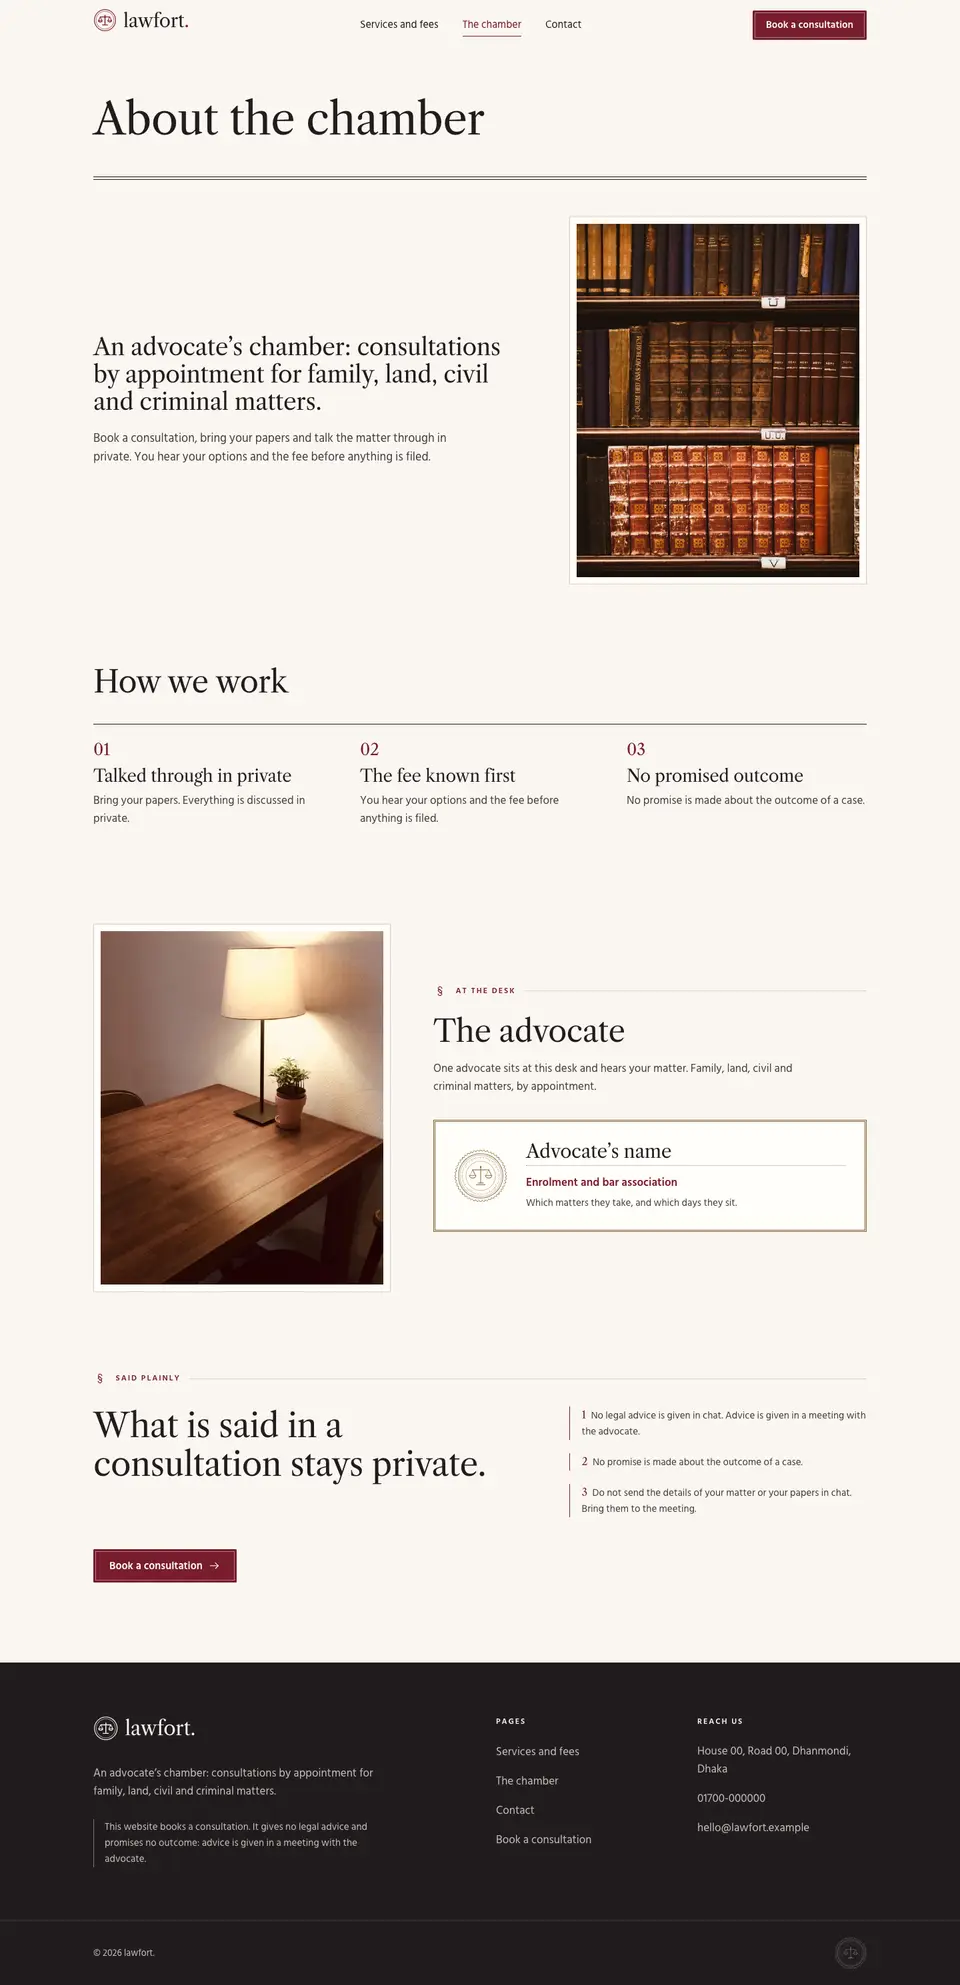 lawfort.
Services and fees
The chamber
Contact
Book a consultation
About the chamber
An advocate’s chamber: consultations
by appointment for family, land, civil
and criminal matters.
Book a consultation, bring your papers and talk the matter through in
private. You hear your options and the fee before anything is filed.
U
U.U.
V
How we work
01
Talked through in private
Bring your papers. Everything is discussed in
private.
02
The fee known first
You hear your options and the fee before
anything is filed.
03
No promised outcome
No promise is made about the outcome of a case.
§ AT THE DESK
The advocate
One advocate sits at this desk and hears your matter. Family, land, civil and
criminal matters, by appointment.
Advocate’s name
Enrolment and bar association
Which matters they take, and which days they sit.
§ SAID PLAINLY
What is said in a
consultation stays private.
1 No legal advice is given in chat. Advice is given in a meeting with
the advocate.
2 No promise is made about the outcome of a case.
3 Do not send the details of your matter or your papers in chat.
Bring them to the meeting.
Book a consultation →
lawfort.
An advocate’s chamber: consultations by appointment for
family, land, civil and criminal matters.
This website books a consultation. It gives no legal advice and
promises no outcome: advice is given in a meeting with the
advocate.
PAGES
Services and fees
The chamber
Contact
Book a consultation
REACH US
House 00, Road 00, Dhanmondi,
Dhaka
01700-000000
hello@lawfort.example
© 2026 lawfort.